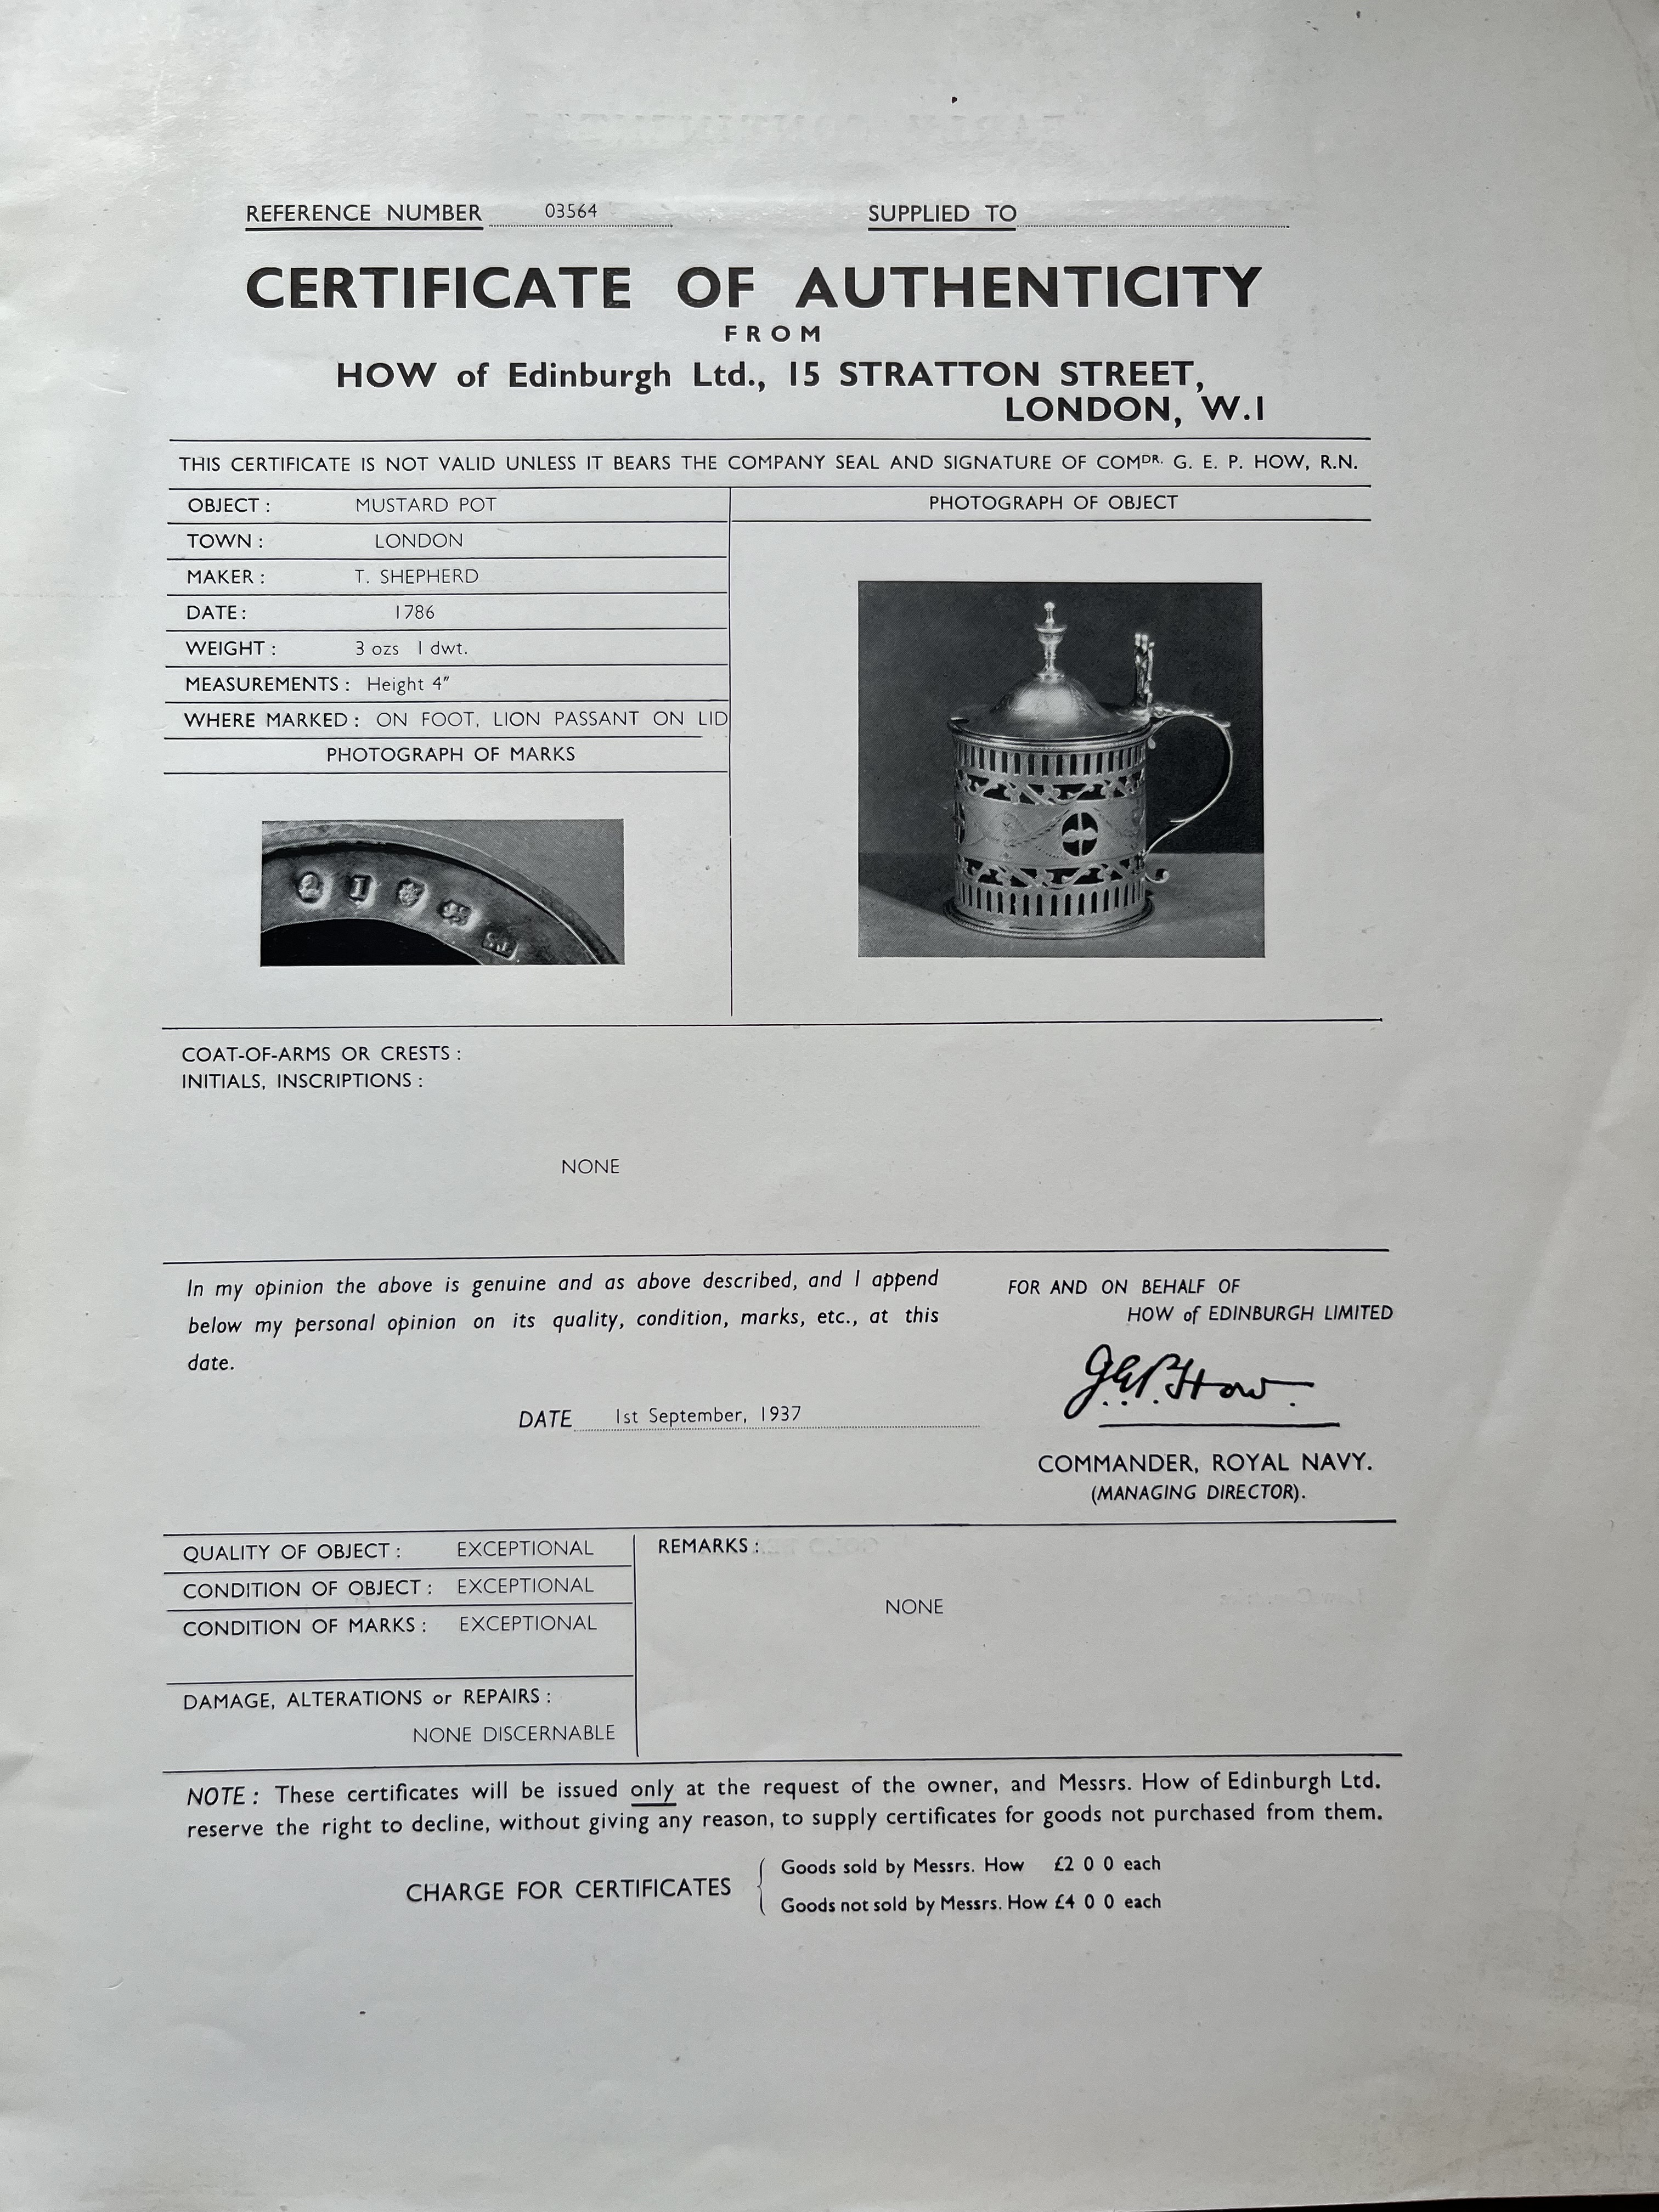 REFERENCE NUMBER 03564 SUPPLIED TO
CERTIFICATE OF AUTHENTICITY
FROM
HOW of Edinburgh Ltd., 15 STRATTON STREET,
LONDON, W.1
THIS CERTIFICATE IS NOT VALID UNLESS IT BEARS THE COMPANY SEAL AND SIGNATURE OF COMDR. G. E. P. HOW, R.N.
OBJECT: MUSTARD POT
TOWN: LONDON
MAKER: T. SHEPHERD
DATE: 1786
WEIGHT: 3 ozs 1 dwt.
MEASUREMENTS: Height 4"
WHERE MARKED: ON FOOT, LION PASSANT ON LID
PHOTOGRAPH OF MARKS
PHOTOGRAPH OF OBJECT
COAT-OF-ARMS OR CRESTS:
INITIALS, INSCRIPTIONS:
NONE
In my opinion the above is genuine and as above described, and I append
below my personal opinion on its quality, condition, marks, etc., at this
date.
DATE 1st September, 1937
FOR AND ON BEHALF OF
HOW of EDINBURGH LIMITED
G.E.P. How.
COMMANDER, ROYAL NAVY.
(MANAGING DIRECTOR).
QUALITY OF OBJECT: EXCEPTIONAL
CONDITION OF OBJECT: EXCEPTIONAL
CONDITION OF MARKS: EXCEPTIONAL
DAMAGE, ALTERATIONS or REPAIRS:
NONE DISCERNABLE
REMARKS:
NONE
NOTE: These certificates will be issued only at the request of the owner, and Messrs. How of Edinburgh Ltd.
reserve the right to decline, without giving any reason, to supply certificates for goods not purchased from them.
CHARGE FOR CERTIFICATES
Goods sold by Messrs. How £2 0 0 each
Goods not sold by Messrs. How £4 0 0 each